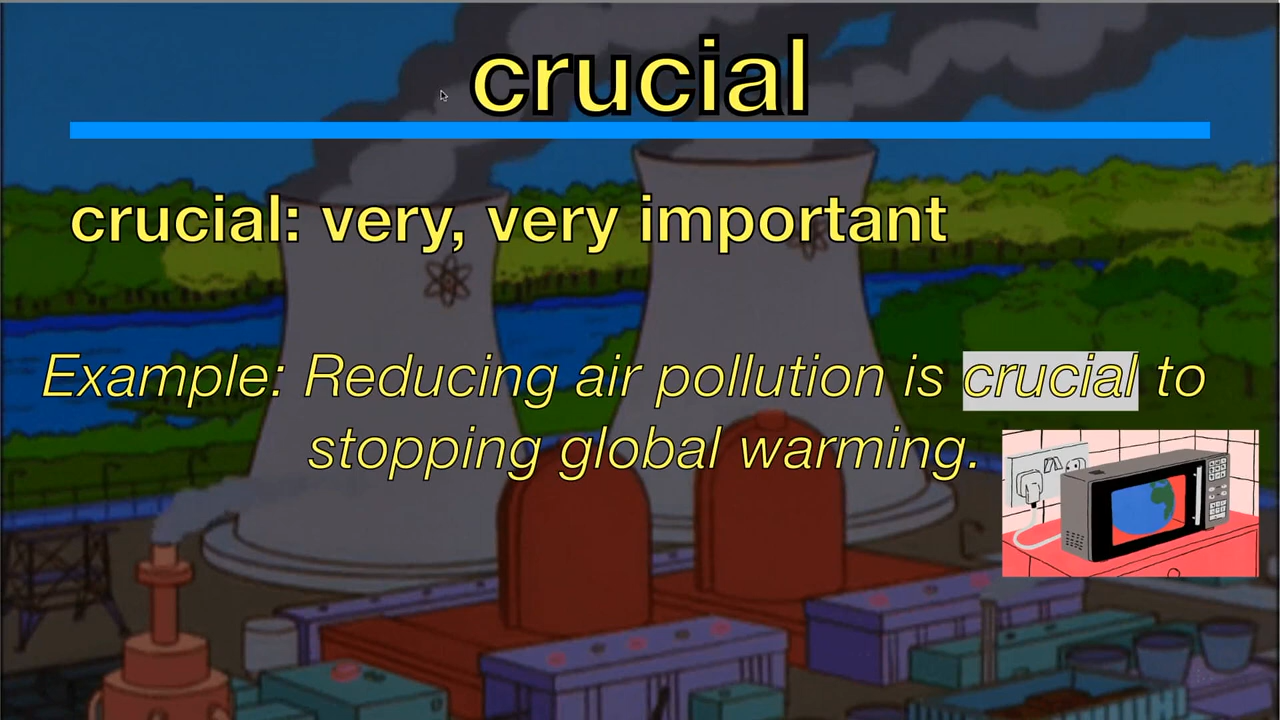 crucial
crucial: very, very important
Example: Reducing air pollution is crucial to
stopping global warming.